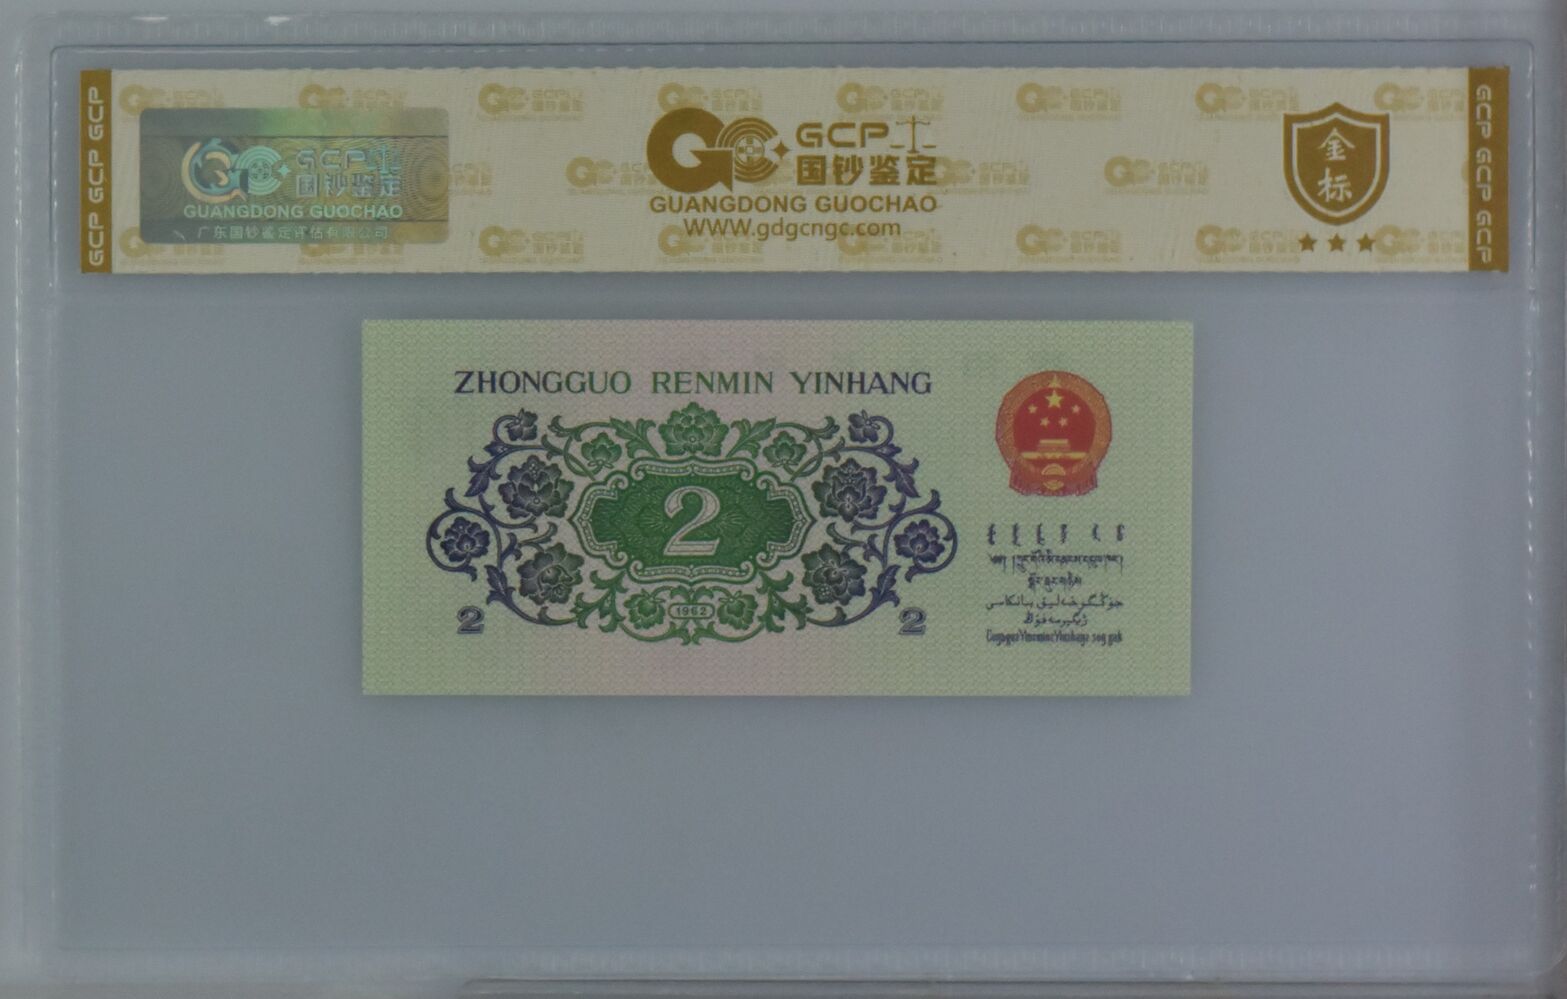 GCP GCP GCP
GCP
国钞鉴定
GUANGDONG GUOCHAO
广东国钞鉴定评估有限公司
GCP
国钞鉴定
GUANGDONG GUOCHAO
WWW.gdgcngc.com
金
标
GCP GCP GCP
ZHONGGUO RENMIN YINHANG
2
1962
2
2